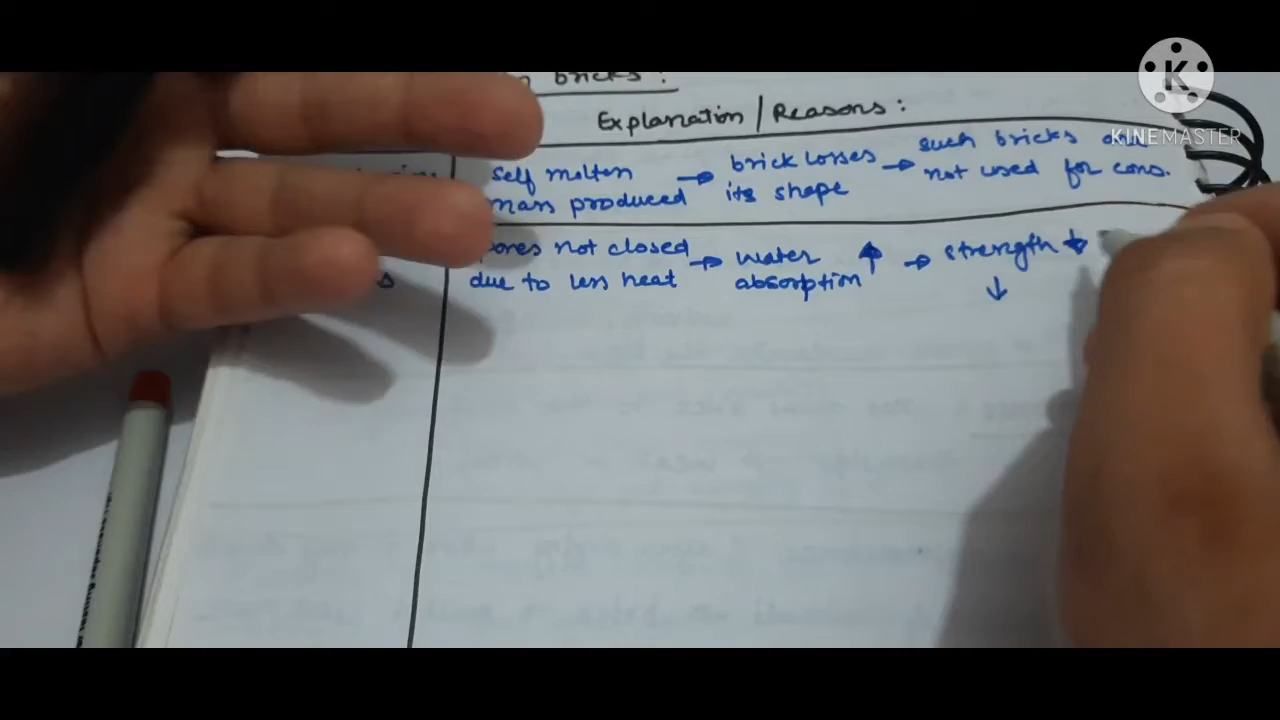 bricks :
Explanation / Reasons :
self molten
mass produced → brick losses
its shape → such bricks are
not used for cons.
pores not closed
due to less heat → water
absorption ↑ → strength ↓
↓
K
KINEMASTER